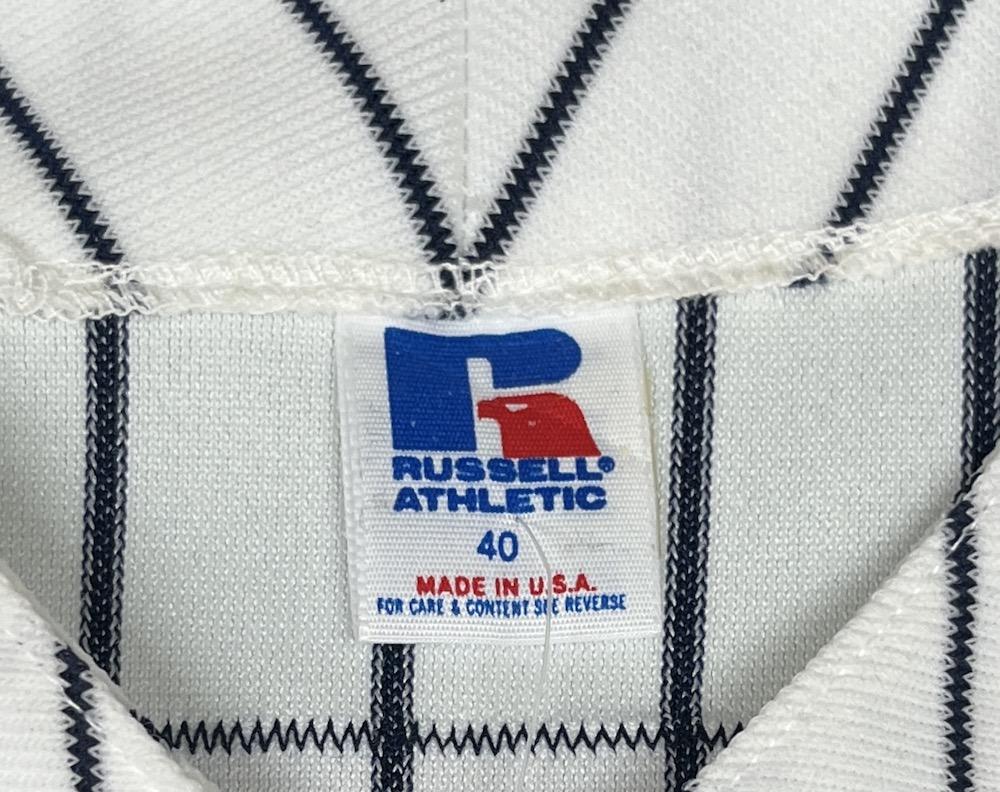 RUSSELL®
ATHLETIC
40
MADE IN U.S.A.
FOR CARE & CONTENT SEE REVERSE